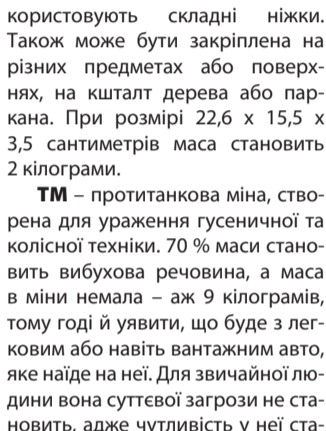 користовують складні ніжки.
Також може бути закріплена на
різних предметах або поверх-
нях, на кшталт дерева або пар-
кана. При розмірі 22,6 х 15,5 х
3,5 сантиметрів маса становить
2 кілограми.
ТМ – протитанкова міна, ство-
рена для ураження гусеничної та
колісної техніки. 70 % маси стано-
вить вибухова речовина, а маса
в міни немала – аж 9 кілограмів,
тому годі й уявити, що буде з лег-
ковим або навіть вантажним авто,
яке наїде на неї. Для звичайної лю-
дини вона суттєвої загрози не ста-
новить, адже чутливість у неї ста-